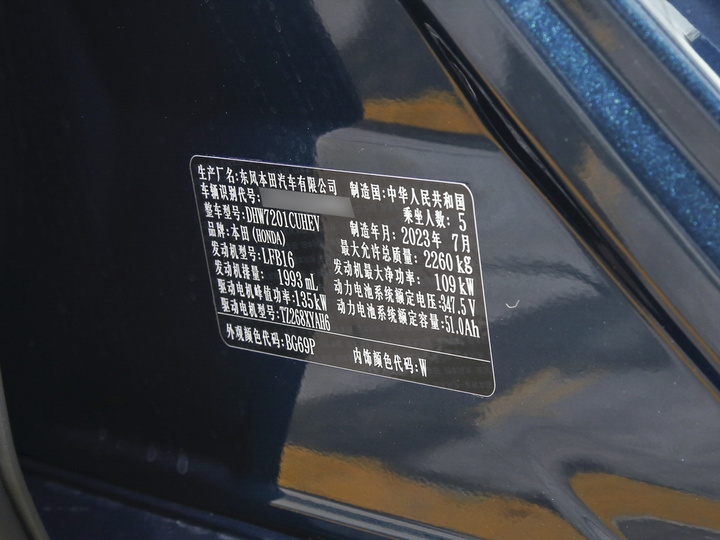 生产厂名:东风本田汽车有限公司 制造国:中华人民共和国
车辆识别代号: 乘坐人数: 5
整车型号:DHW7201CUHEV 制造年月: 2023年 7月
品牌:本田(HONDA) 最大允许总质量: 2260 kg
发动机型号:LFB16 发动机最大净功率: 109 kW
发动机排量: 1993 mL 动力电池系统额定电压:347.5V
驱动电机峰值功率:135kW 动力电池系统额定容量:51.0Ah
驱动电机型号:TZ268XYAH6
外观颜色代码:BG69P 内饰颜色代码:W